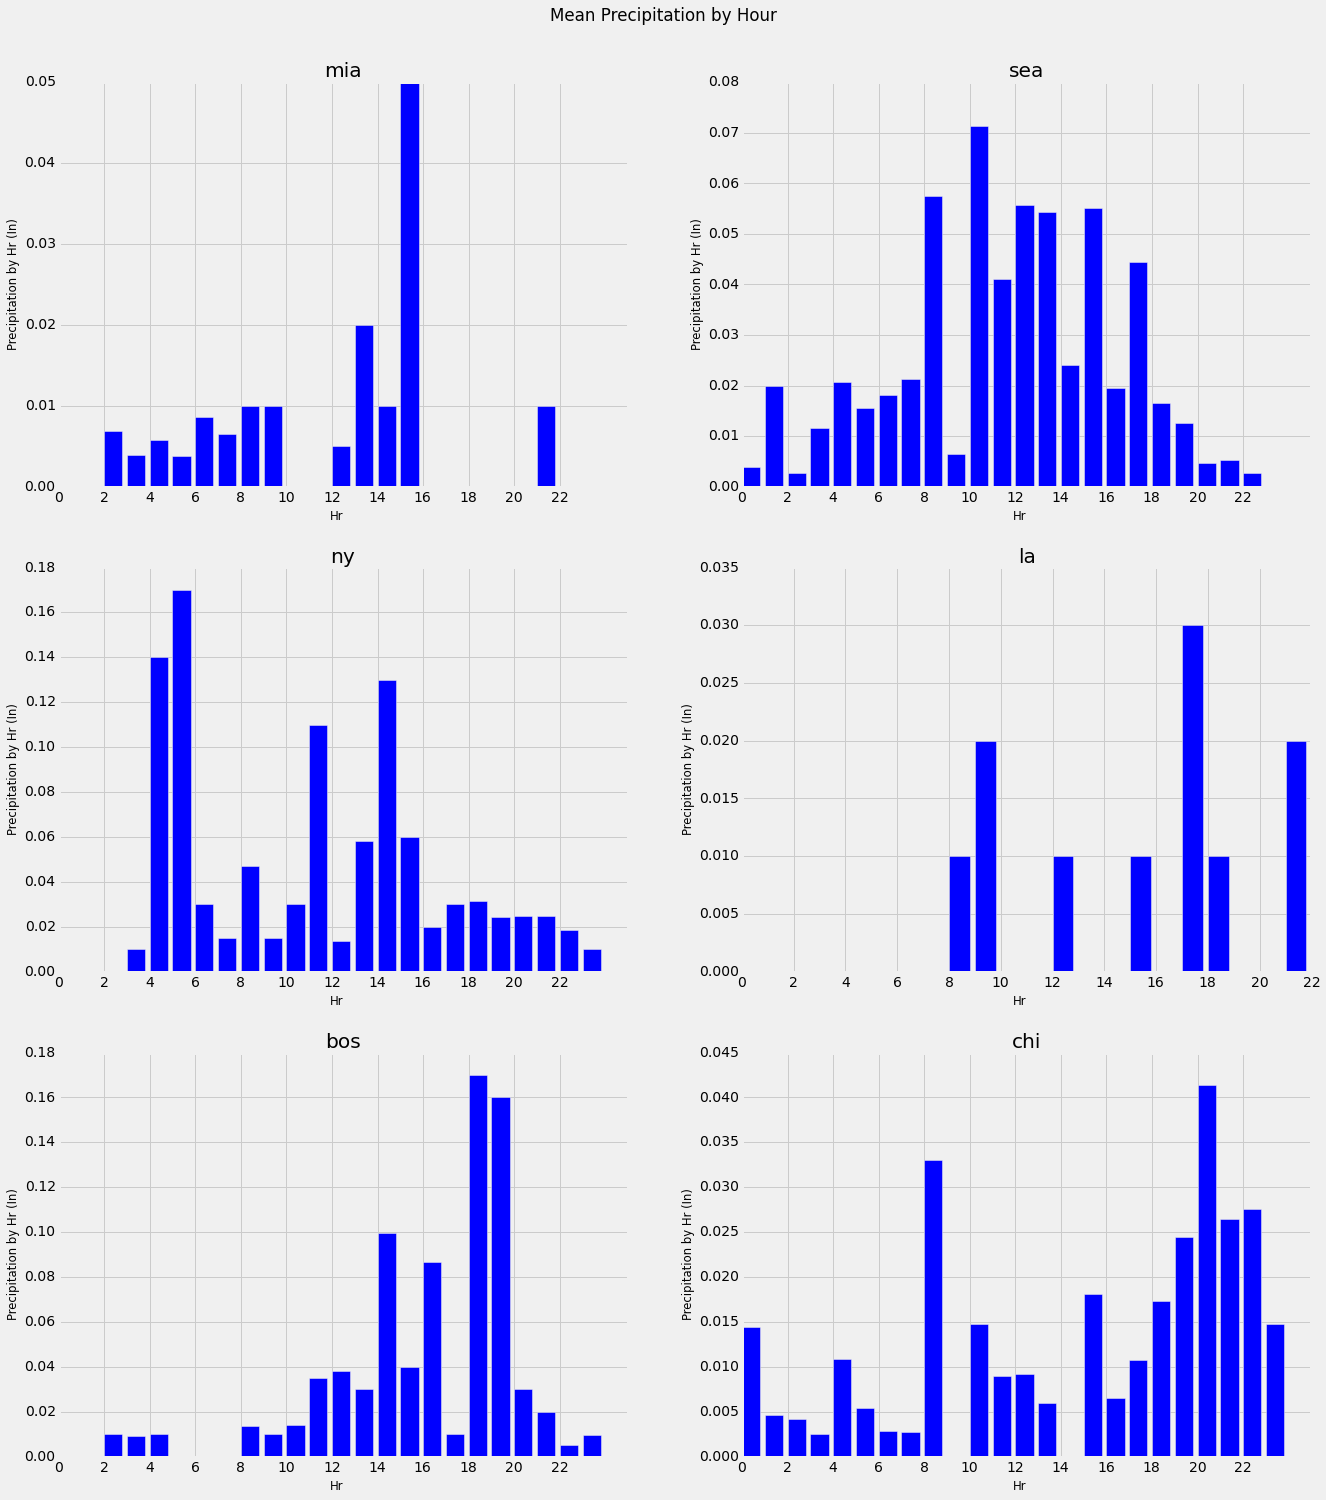 Mean Precipitation by Hour
mia
0.05
0.04
0.03
0.02
0.01
0.00
Precipitation by Hr (In)
0 2 4 6 8 10 12 14 16 18 20 22
Hr
sea
0.08
0.07
0.06
0.05
0.04
0.03
0.02
0.01
0.00
Precipitation by Hr (In)
0 2 4 6 8 10 12 14 16 18 20 22
Hr
ny
0.18
0.16
0.14
0.12
0.10
0.08
0.06
0.04
0.02
0.00
Precipitation by Hr (In)
0 2 4 6 8 10 12 14 16 18 20 22
Hr
la
0.035
0.030
0.025
0.020
0.015
0.010
0.005
0.000
Precipitation by Hr (In)
0 2 4 6 8 10 12 14 16 18 20 22
Hr
bos
0.18
0.16
0.14
0.12
0.10
0.08
0.06
0.04
0.02
0.00
Precipitation by Hr (In)
0 2 4 6 8 10 12 14 16 18 20 22
Hr
chi
0.045
0.040
0.035
0.030
0.025
0.020
0.015
0.010
0.005
0.000
Precipitation by Hr (In)
0 2 4 6 8 10 12 14 16 18 20 22
Hr